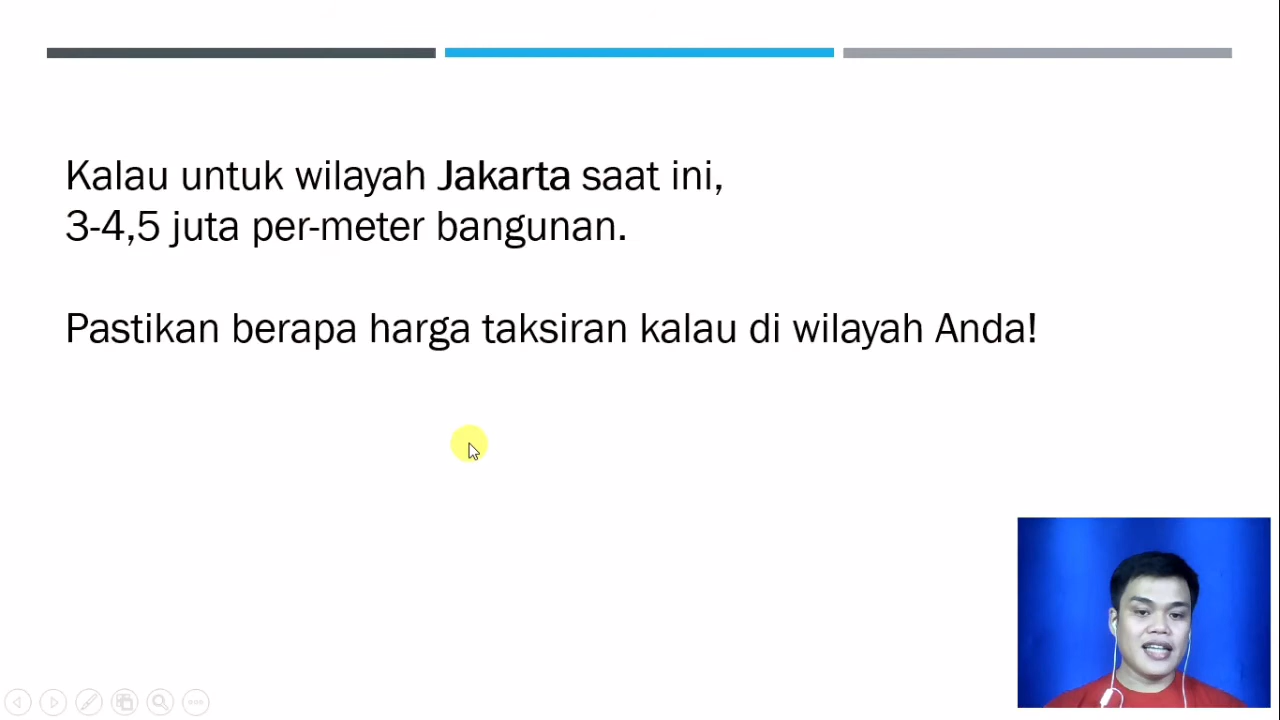 Kalau untuk wilayah Jakarta saat ini,
3-4,5 juta per-meter bangunan.
Pastikan berapa harga taksiran kalau di wilayah Anda!